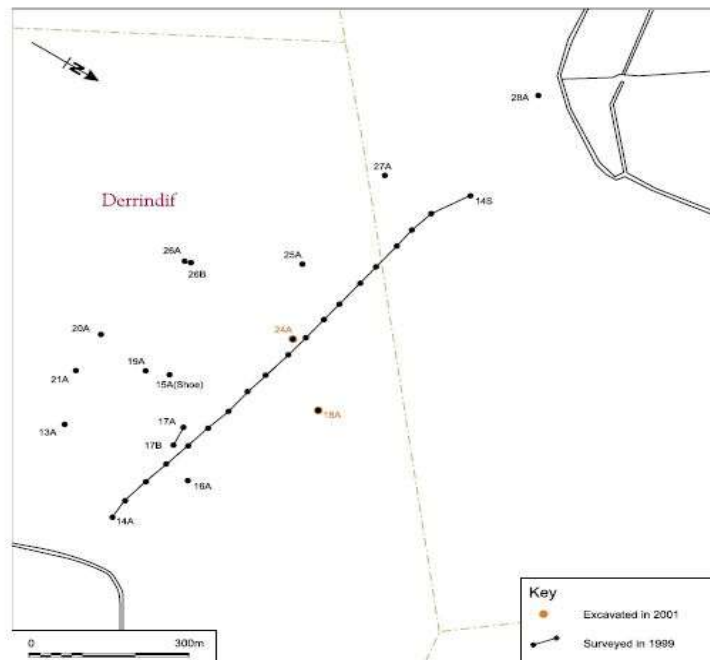 N
28A
27A
Derrindif
14S
26A
26B
25A
20A
24A
19A
21A
15A(Shoe)
18A
13A
17A
17B
16A
14A
Key
Excavated in 2001
Surveyed in 1999
0 300m